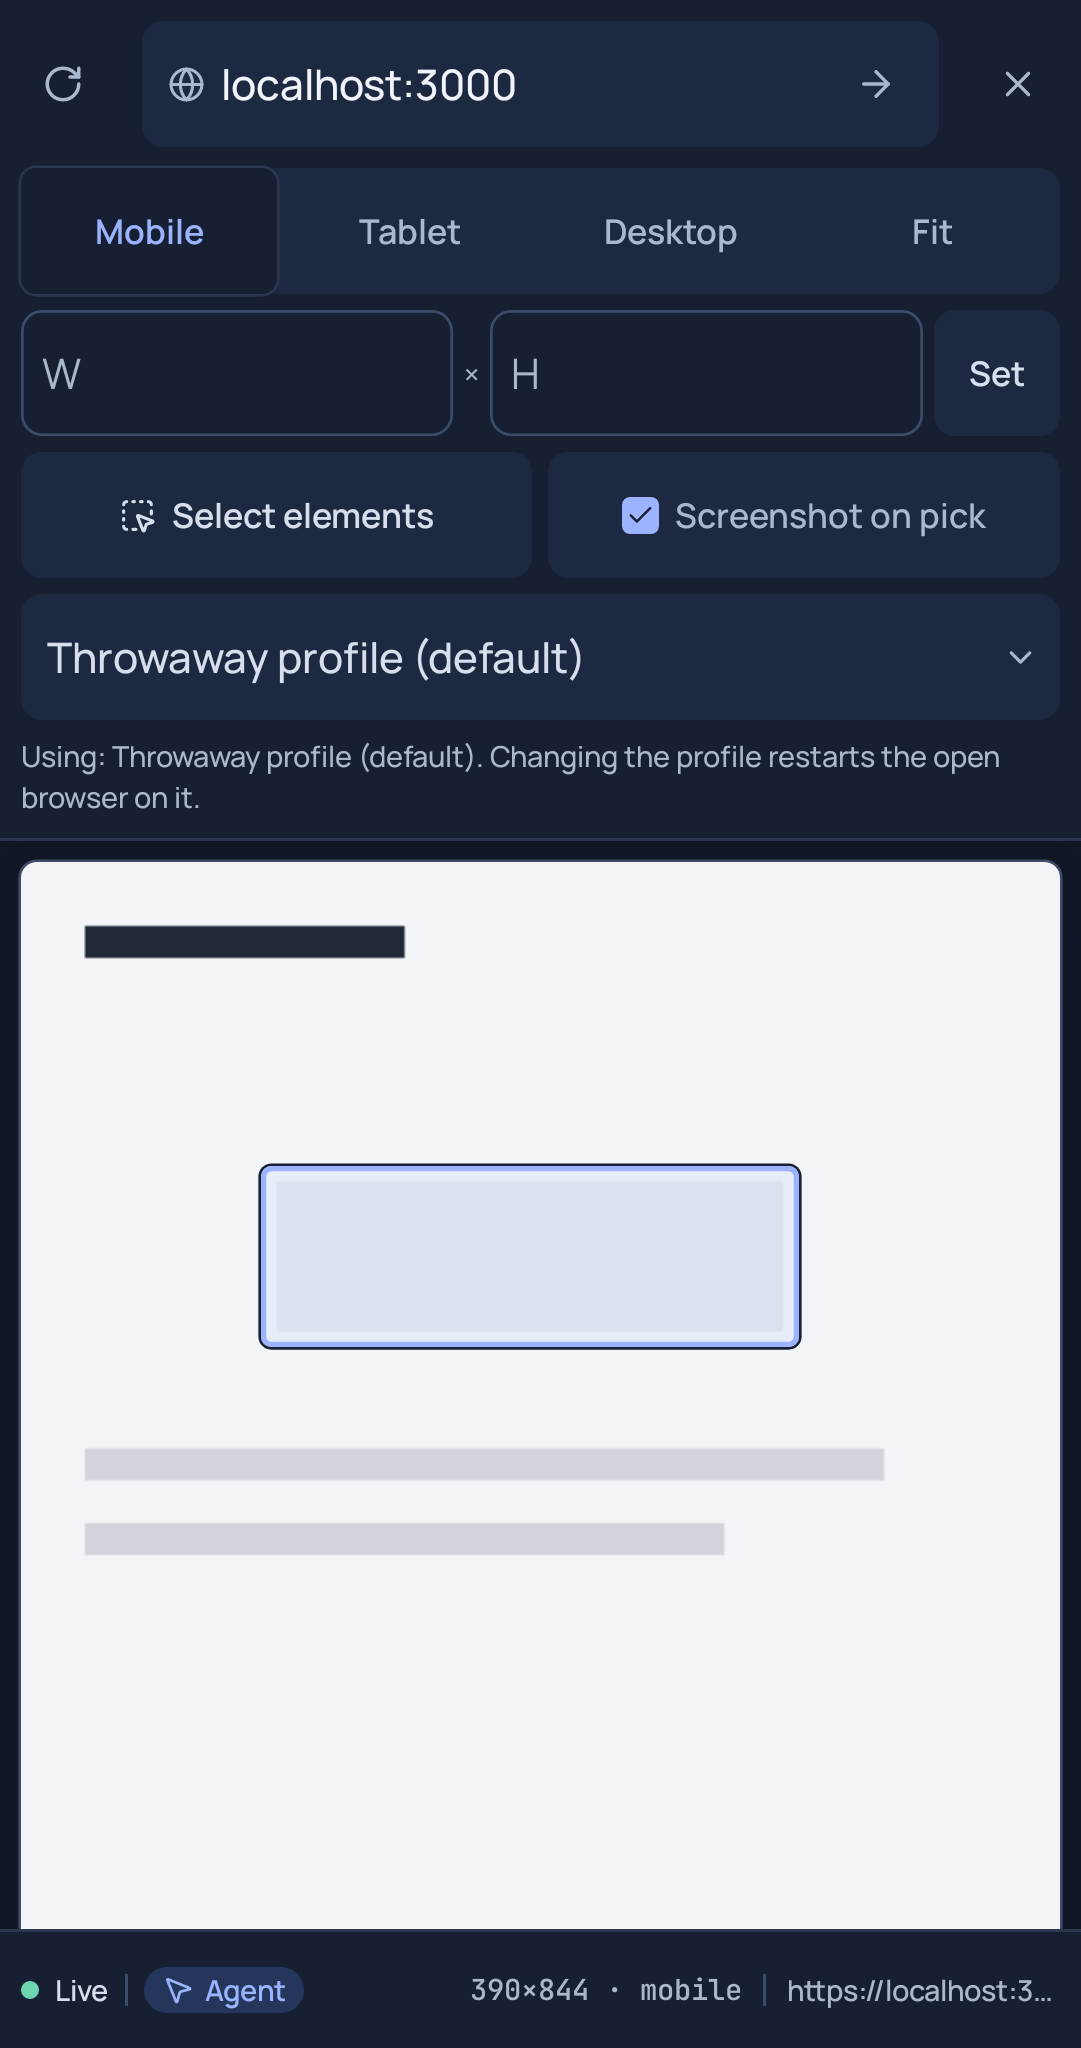 localhost:3000
Mobile Tablet Desktop Fit
W × H Set
Select elements Screenshot on pick
Throwaway profile (default)
Using: Throwaway profile (default). Changing the profile restarts the open
browser on it.
Live Agent 390×844 · mobile https://localhost:3...